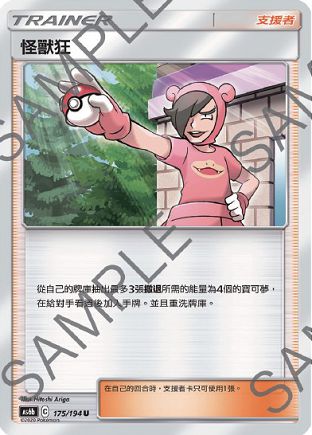 TRAINER 支援者
怪獸狂
SAMPLE SAMPLE SAMPLE
從自己的牌庫抽出最多3張撤退所需的能量為4個的寶可夢，
在給對手看過後加入手牌。並且重洗牌庫。
Illus. Hitoshi Ariga
在自己的回合時，支援者卡只可使用1張。
C 175/194 U
©2020 Pokémon